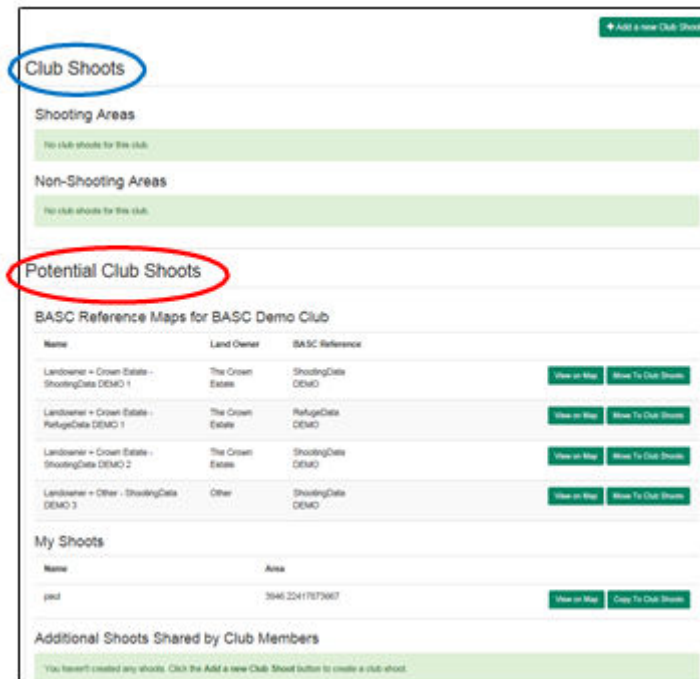 + Add a new Club Shoot
Club Shoots
Shooting Areas
No club shoots for this club.
Non-Shooting Areas
No club shoots for this club.
Potential Club Shoots
BASC Reference Maps for BASC Demo Club
Name Land Owner BASC Reference
Landowner = Crown Estate - The Crown ShootingData
ShootingData DEMO 1 Estate DEMO View on Map Move To Club Shoots
Landowner = Crown Estate - The Crown RefugeData
RefugeData DEMO 1 Estate DEMO View on Map Move To Club Shoots
Landowner = Crown Estate - The Crown ShootingData
ShootingData DEMO 2 Estate DEMO View on Map Move To Club Shoots
Landowner = Other - ShootingData Other ShootingData
DEMO 3 DEMO View on Map Move To Club Shoots
My Shoots
Name Area
paul 3946.22417873667 View on Map Copy To Club Shoots
Additional Shoots Shared by Club Members
You haven't created any shoots. Click the Add a new Club Shoot button to create a club shoot.